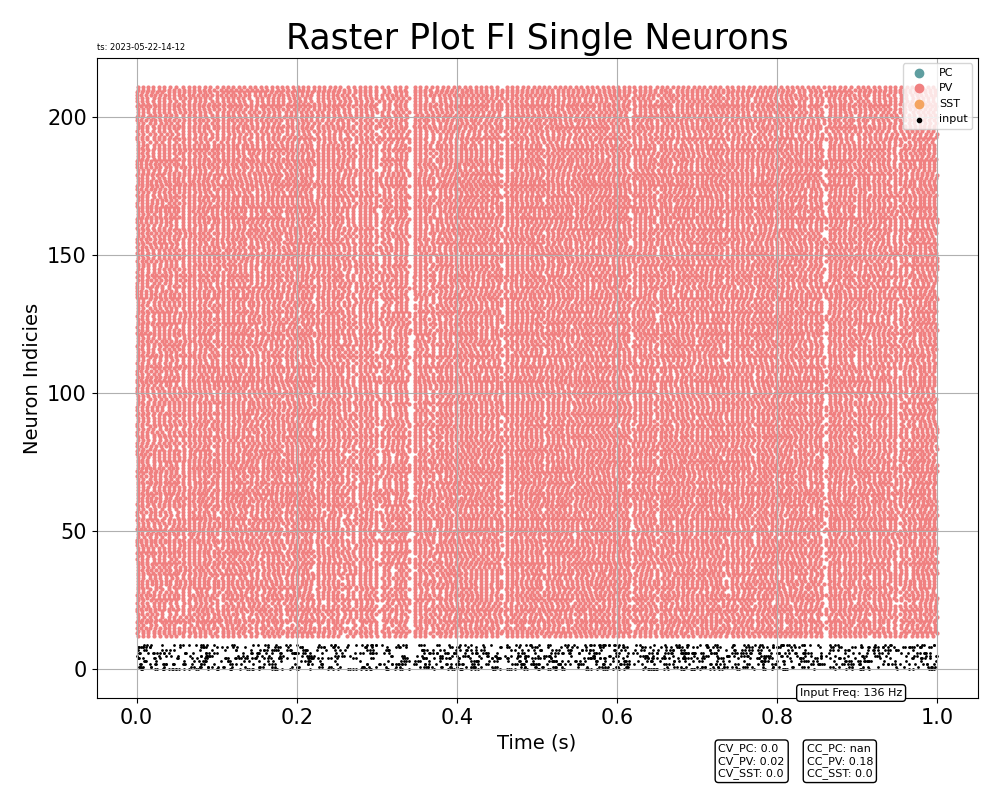 Raster Plot FI Single Neurons
ts: 2023-05-22-14-12
PC
PV
SST
input
200
150
100
50
0
Neuron Indicies
Input Freq: 136 Hz
0.0 0.2 0.4 0.6 0.8 1.0
Time (s)
CV_PC: 0.0
CV_PV: 0.02
CV_SST: 0.0
CC_PC: nan
CC_PV: 0.18
CC_SST: 0.0